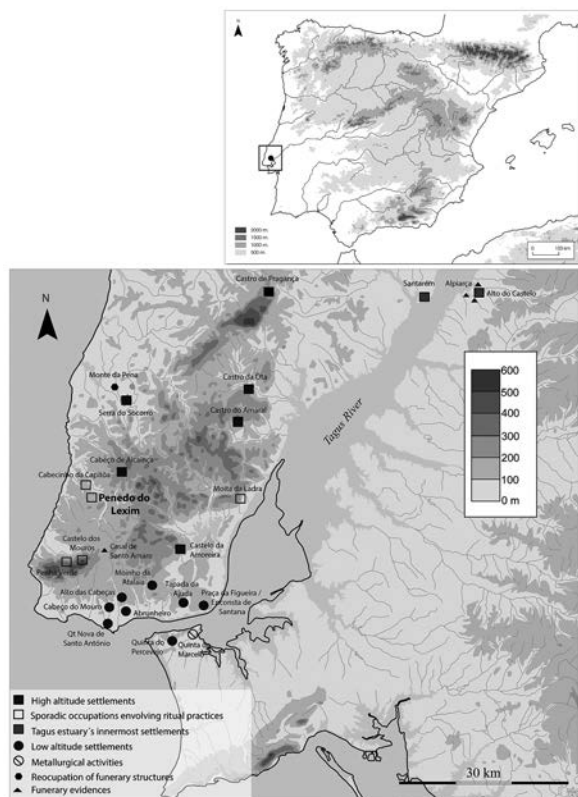 N
3000 m.
1500 m.
1000 m.
500 m.
0 100 km
N
Castro de Pragança
Santarém
Alpiarça
Alto do Castelo
600
500
400
300
200
100
0 m
Monte da Pena
Serra do Socorro
Castro da Ota
Castro do Amaral
Tagus River
Cabeço de Alcainça
Cabecinho da Capitôa
Penedo do
Lexim
Moita da Ladra
Castelo dos
Mouros
Casal de
Santo Amaro
Penha Verde
Castelo da
Amoreira
Moinho da
Atalaia
Alto das Cabeças
Tapada da
Ajuda
Praça da Figueira /
Encosta de
Santana
Cabeço do Mouro
Abrunheiro
Qt Nova de
Santo António
Quinta do
Percevejo
Quinta
Marcelo
High altitude settlements
Sporadic occupations envolving ritual practices
Tagus estuary´s innermost settlements
Low altitude settlements
Metallurgical activities
Reocupation of funerary structures
Funerary evidences
30 km